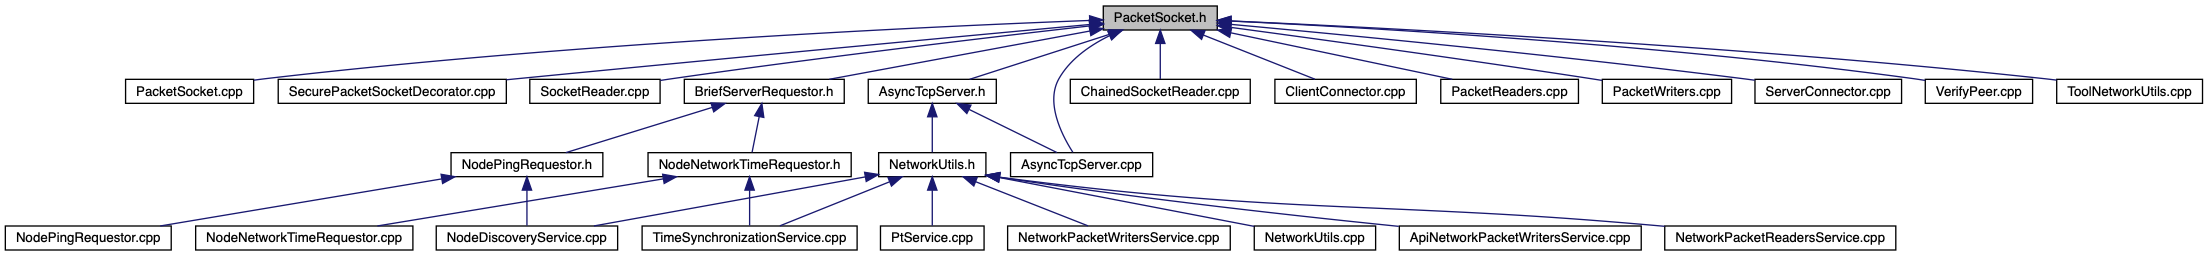 PacketSocket.h
PacketSocket.cpp
SecurePacketSocketDecorator.cpp
SocketReader.cpp
BriefServerRequestor.h
AsyncTcpServer.h
ChainedSocketReader.cpp
ClientConnector.cpp
PacketReaders.cpp
PacketWriters.cpp
ServerConnector.cpp
VerifyPeer.cpp
ToolNetworkUtils.cpp
NodePingRequestor.h
NodeNetworkTimeRequestor.h
NetworkUtils.h
AsyncTcpServer.cpp
NodePingRequestor.cpp
NodeNetworkTimeRequestor.cpp
NodeDiscoveryService.cpp
TimeSynchronizationService.cpp
PtService.cpp
NetworkPacketWritersService.cpp
NetworkUtils.cpp
ApiNetworkPacketWritersService.cpp
NetworkPacketReadersService.cpp